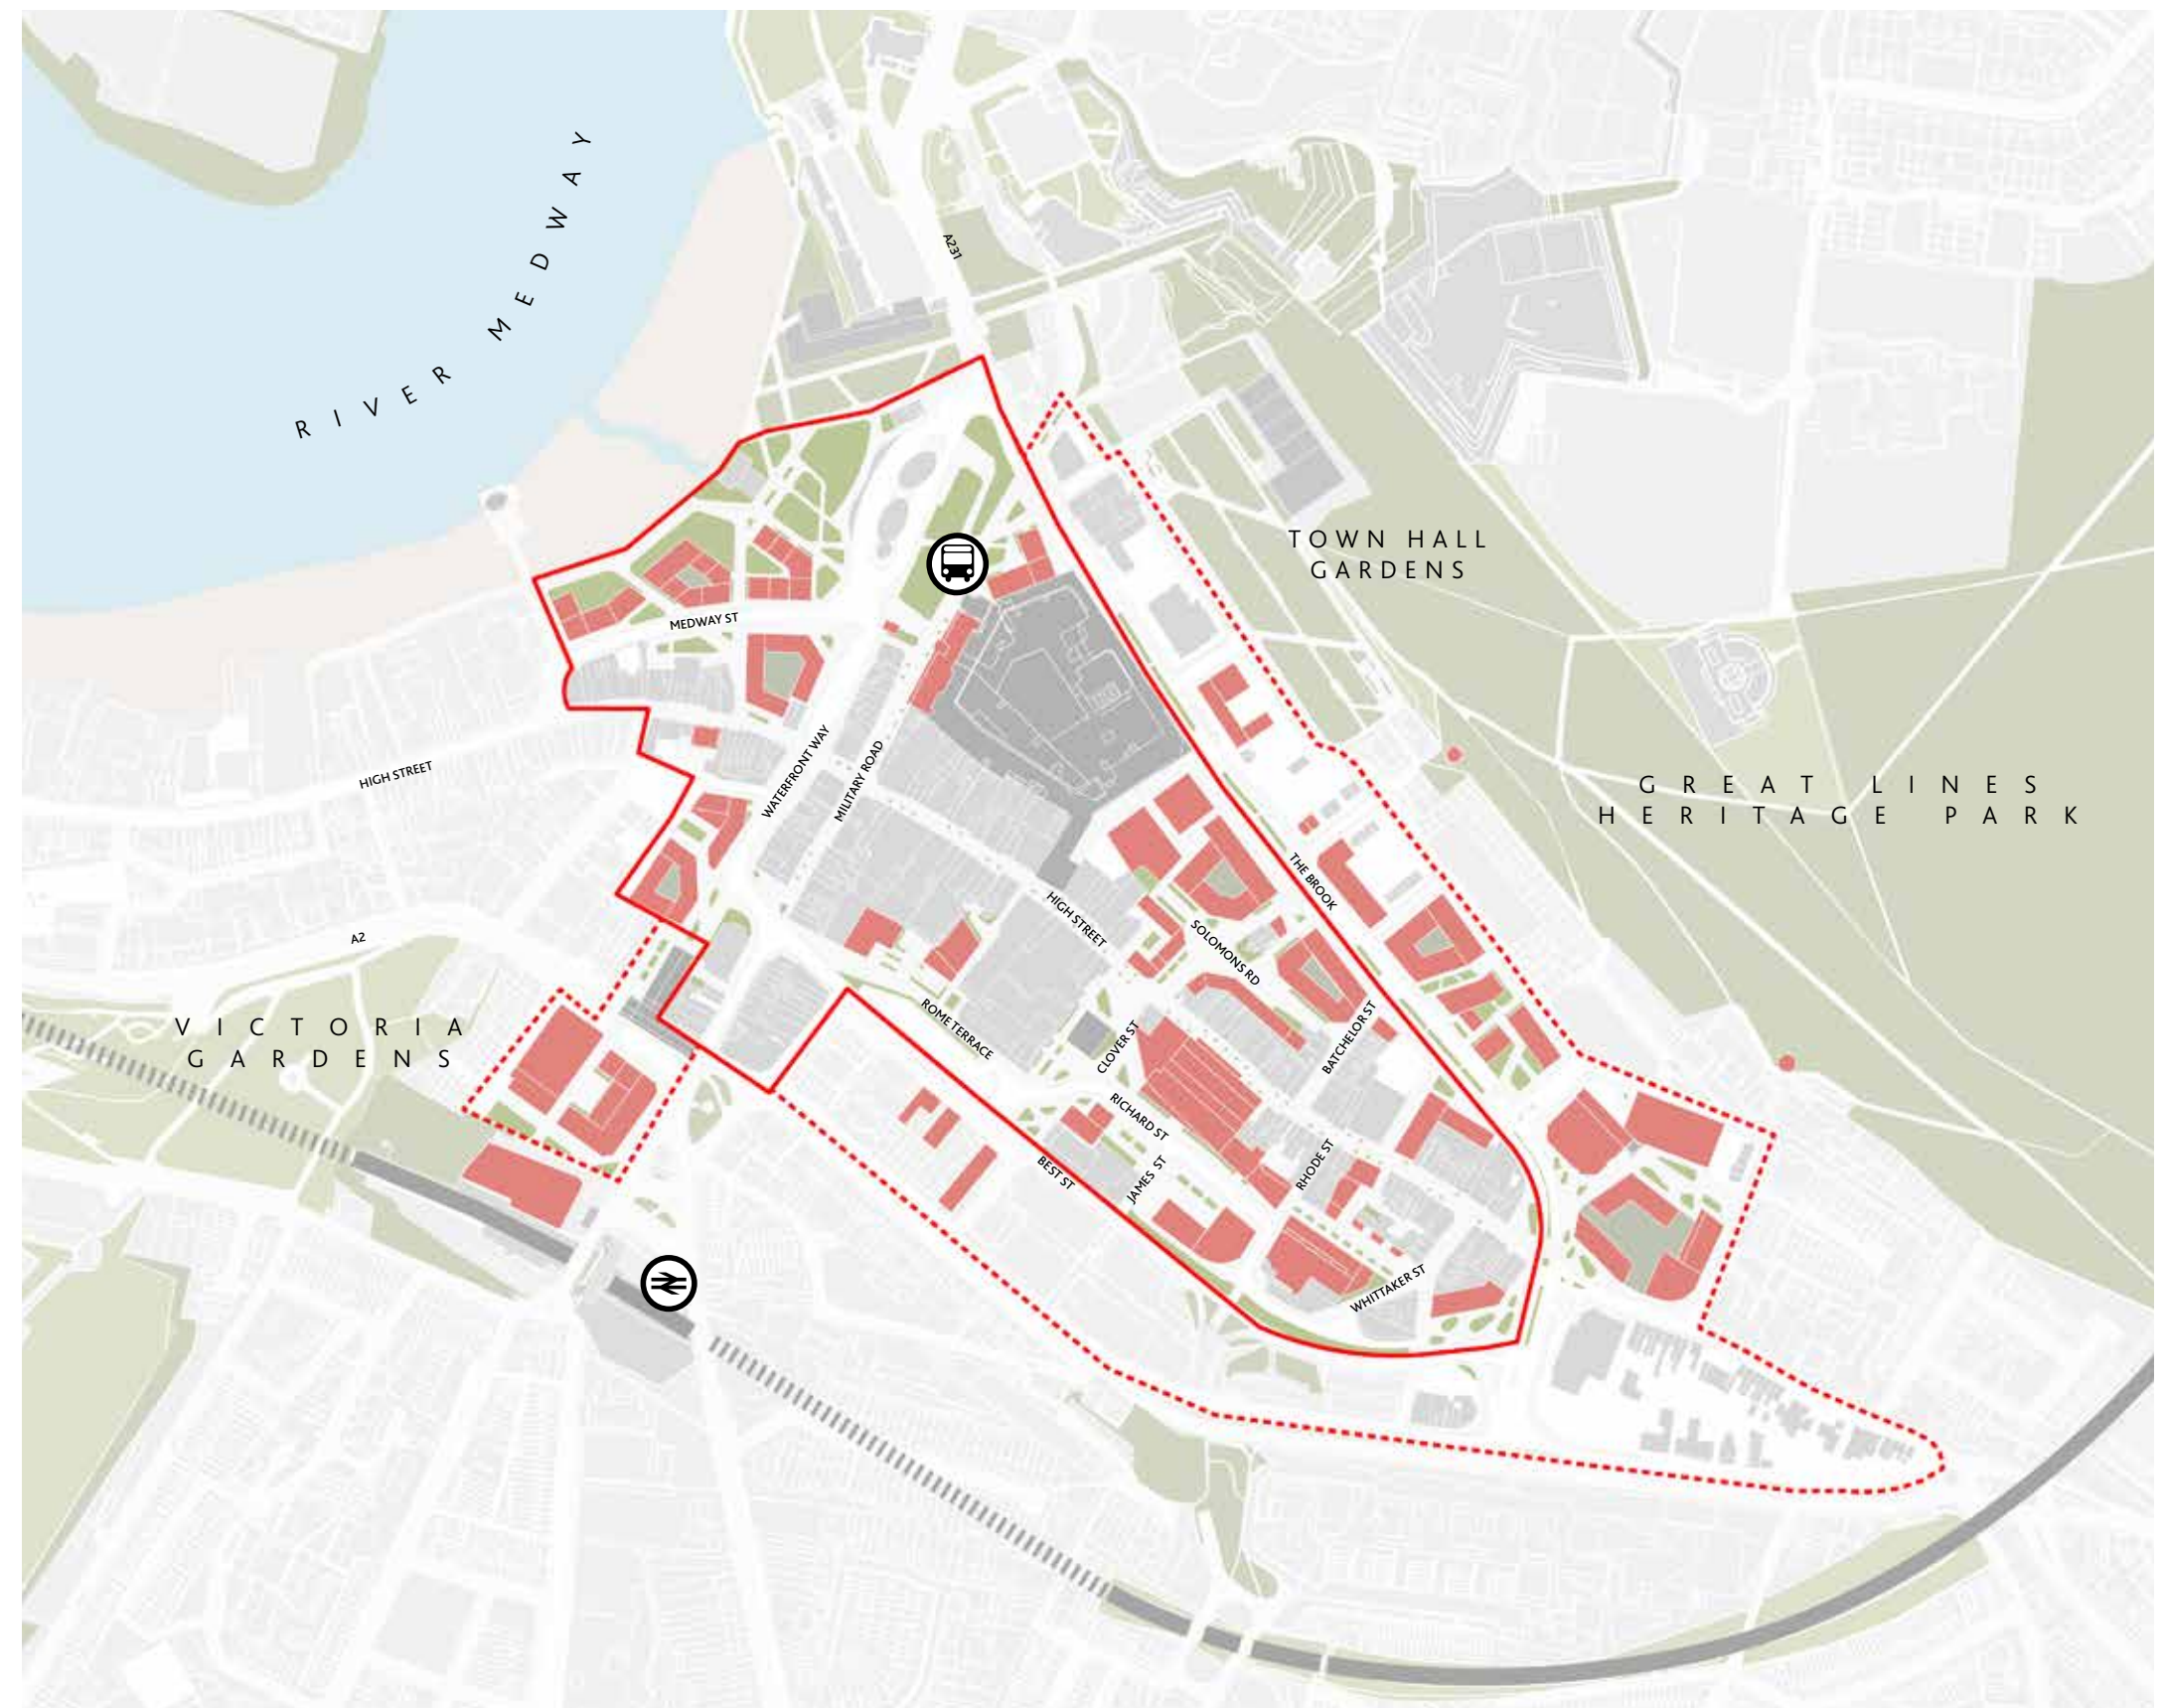 RIVER MEDWAY
A231
TOWN HALL
GARDENS
MEDWAY ST
HIGH STREET
WATERFRONT WAY
MILITARY ROAD
GREAT LINES
HERITAGE PARK
THE BROOK
HIGH STREET
SOLOMONS RD
A2
VICTORIA
GARDENS
ROME TERRACE
CLOVER ST
BATCHELOR ST
RICHARD ST
BEST ST
JAMES ST
RHODE ST
WHITTAKER ST